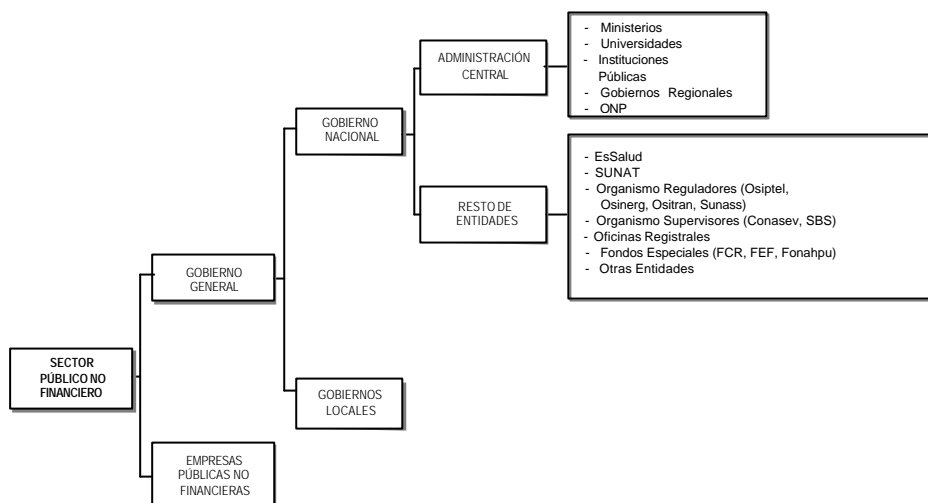 ADMINISTRACIÓN
CENTRAL
- Ministerios
- Universidades
- Instituciones
Públicas
- Gobiernos Regionales
- ONP
GOBIERNO
NACIONAL
RESTO DE
ENTIDADES
- EsSalud
- SUNAT
- Organismo Reguladores (Osiptel,
Osinerg, Ositran, Sunass)
- Organismo Supervisores (Conasev, SBS)
- Oficinas Registrales
- Fondos Especiales (FCR, FEF, Fonahpu)
- Otras Entidades
GOBIERNO
GENERAL
SECTOR
PÚBLICO NO
FINANCIERO
GOBIERNOS
LOCALES
EMPRESAS
PÚBLICAS NO
FINANCIERAS